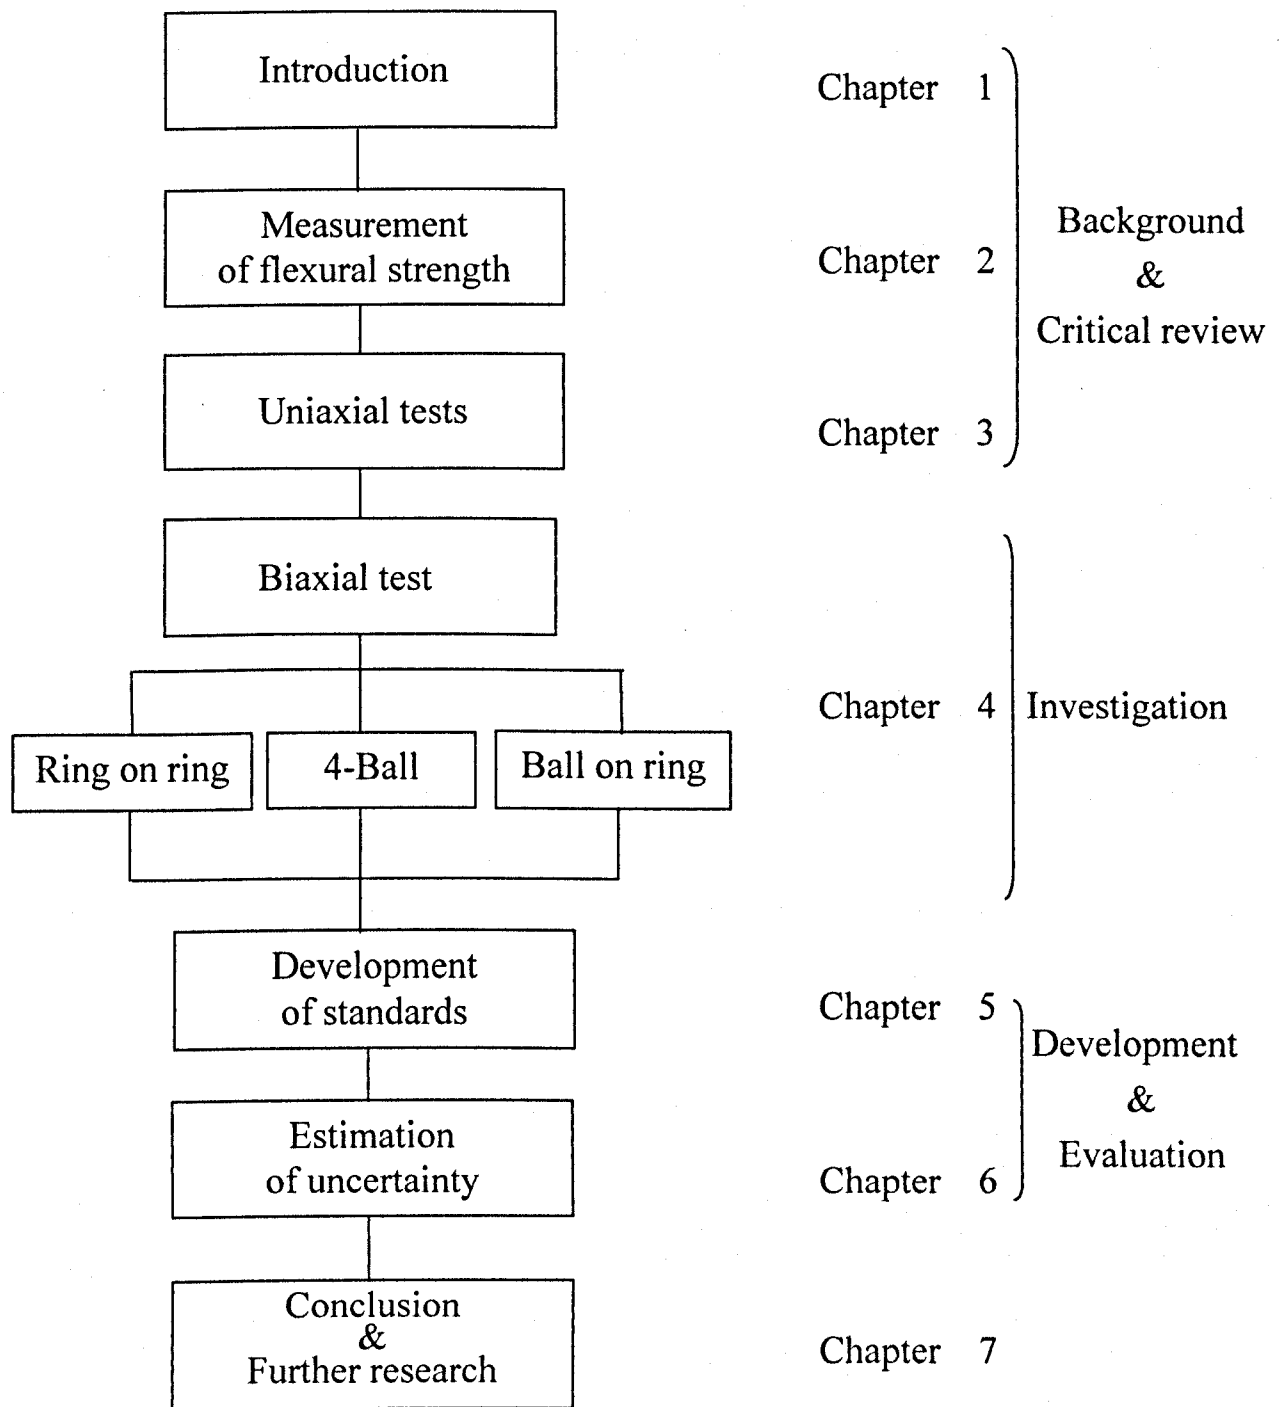 Introduction
Chapter 1
Measurement
of flexural strength
Chapter 2
Background
&
Critical review
Uniaxial tests
Chapter 3
Biaxial test
Ring on ring
4-Ball
Ball on ring
Chapter 4
Investigation
Development
of standards
Chapter 5
Development
&
Evaluation
Estimation
of uncertainty
Chapter 6
Conclusion
&
Further research
Chapter 7